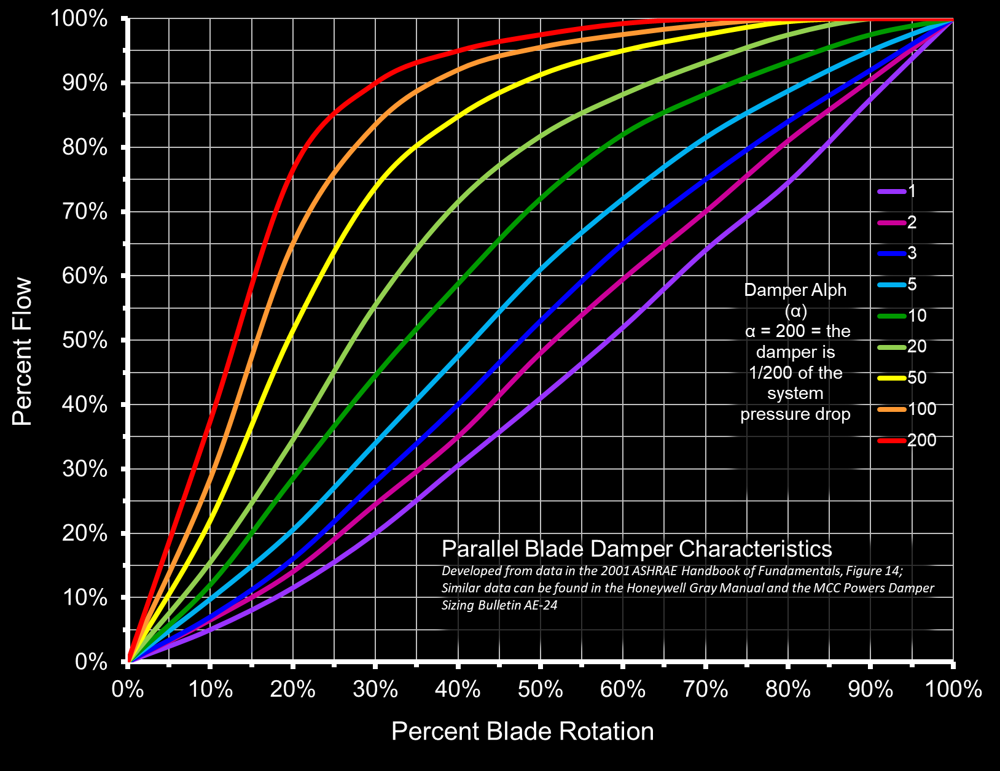 100%
90%
80%
70%
60%
50%
40%
30%
20%
10%
0%
Percent Flow
1
2
3
5
10
20
50
100
200
Damper Alph
(α)
α = 200 = the
damper is
1/200 of the
system
pressure drop
Parallel Blade Damper Characteristics
Developed from data in the 2001 ASHRAE Handbook of Fundamentals, Figure 14;
Similar data can be found in the Honeywell Gray Manual and the MCC Powers Damper
Sizing Bulletin AE-24
0% 10% 20% 30% 40% 50% 60% 70% 80% 90% 100%
Percent Blade Rotation